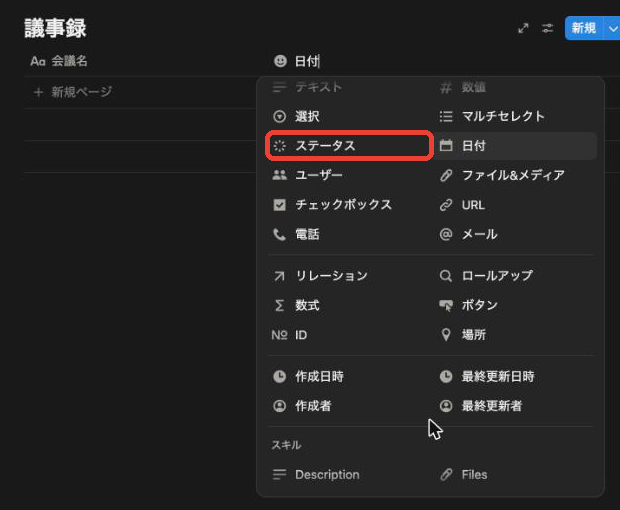 議事録
新規
Aa 会議名
日付
+ 新規ページ
テキスト
数値
選択
マルチセレクト
ステータス
日付
ユーザー
ファイル&メディア
チェックボックス
URL
電話
メール
リレーション
ロールアップ
数式
ボタン
Nº ID
場所
作成日時
最終更新日時
作成者
最終更新者
スキル
Description
Files